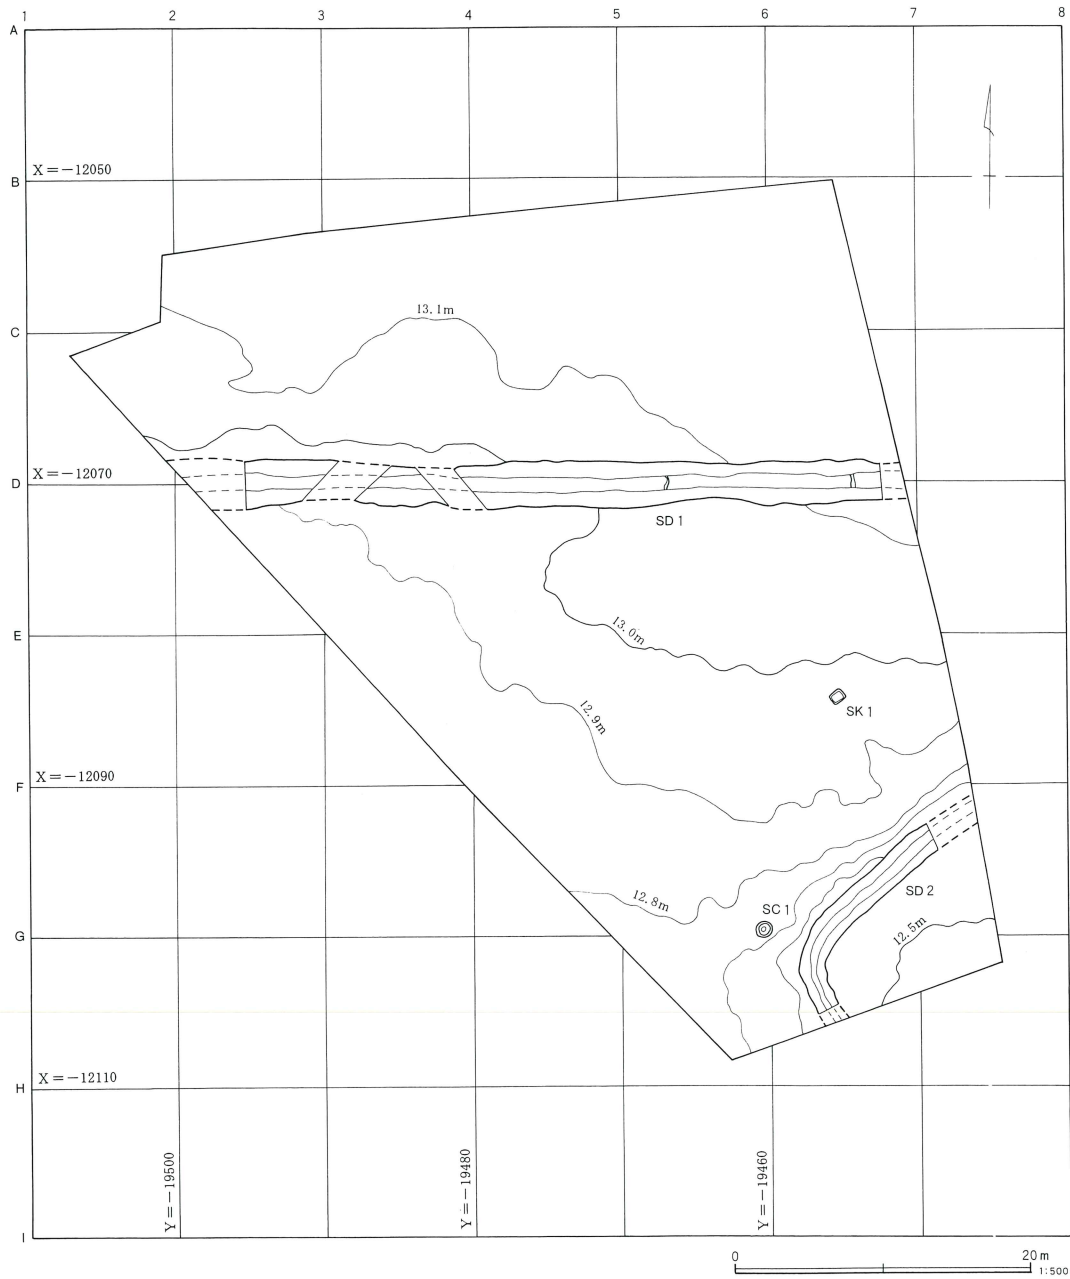 1 2 3 4 5 6 7 8
A
X=-12050
B
13.1m
C
X=-12070
D
SD 1
13.0m
E
SK 1
12.9m
X=-12090
F
SD 2
12.8m
SC 1
12.5m
G
X=-12110
H
Y=-19500
Y=-19480
Y=-19460
I
0 20 m
1:500